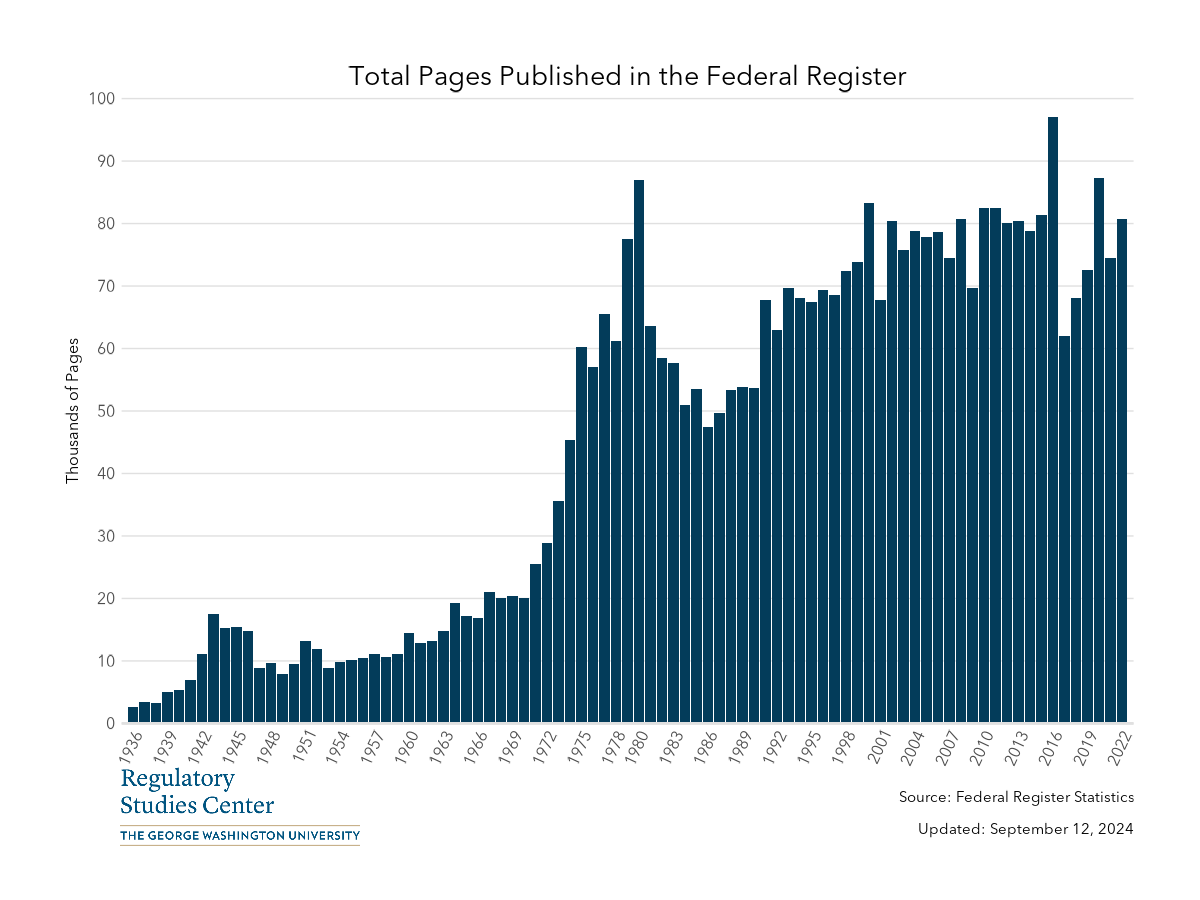 Total Pages Published in the Federal Register
100
90
80
70
60
50
40
30
20
10
0
Thousands of Pages
1936 1939 1942 1945 1948 1951 1954 1957 1960 1963 1966 1969 1972 1975 1978 1980 1983 1986 1989 1992 1995 1998 2001 2004 2007 2010 2013 2016 2019 2022
Regulatory
Studies Center
THE GEORGE WASHINGTON UNIVERSITY
Source: Federal Register Statistics
Updated: September 12, 2024